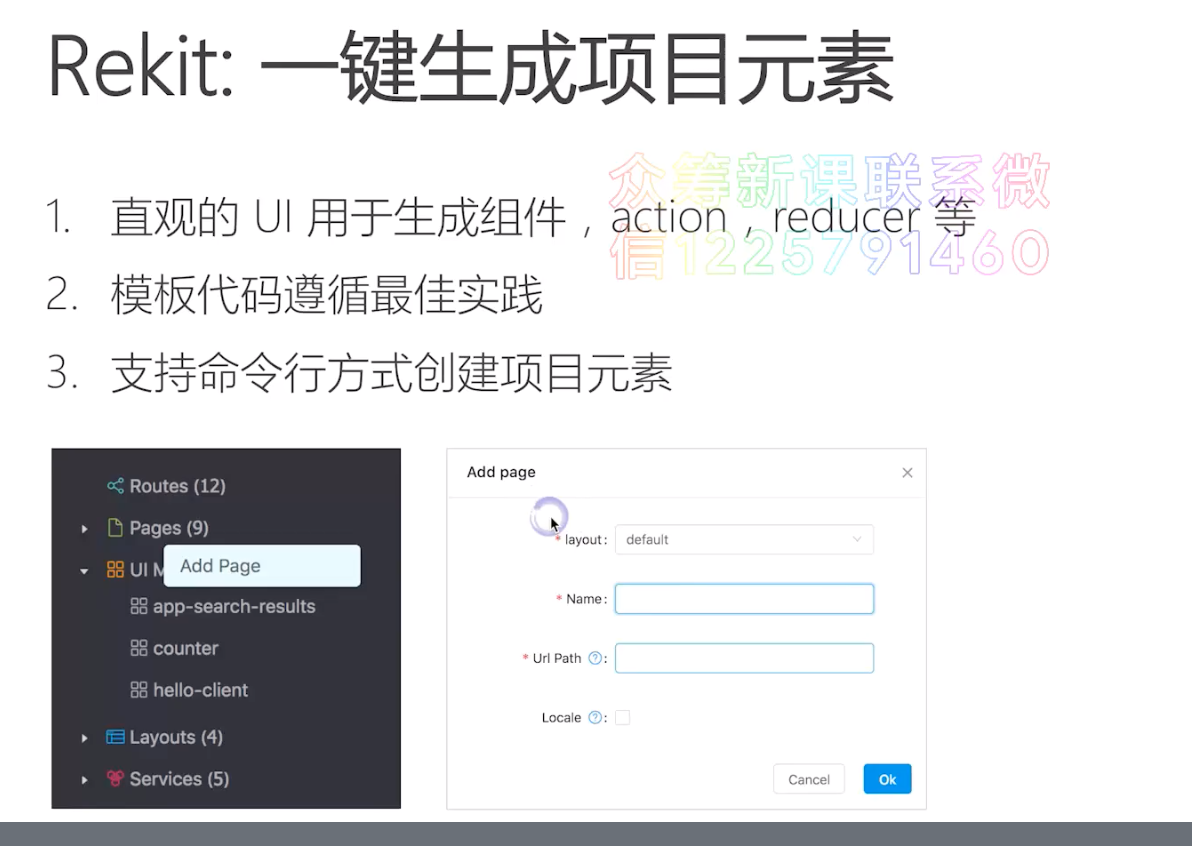 Rekit: 一键生成项目元素
众筹新课联系微
1. 直观的 UI 用于生成组件，action，reducer 等
信1225791460
2. 模板代码遵循最佳实践
3. 支持命令行方式创建项目元素
Routes (12)
Pages (9)
Add Page
UI M
app-search-results
counter
hello-client
Layouts (4)
Services (5)
Add page
* layout: default
* Name:
* Url Path ?:
Locale ?:
Cancel Ok